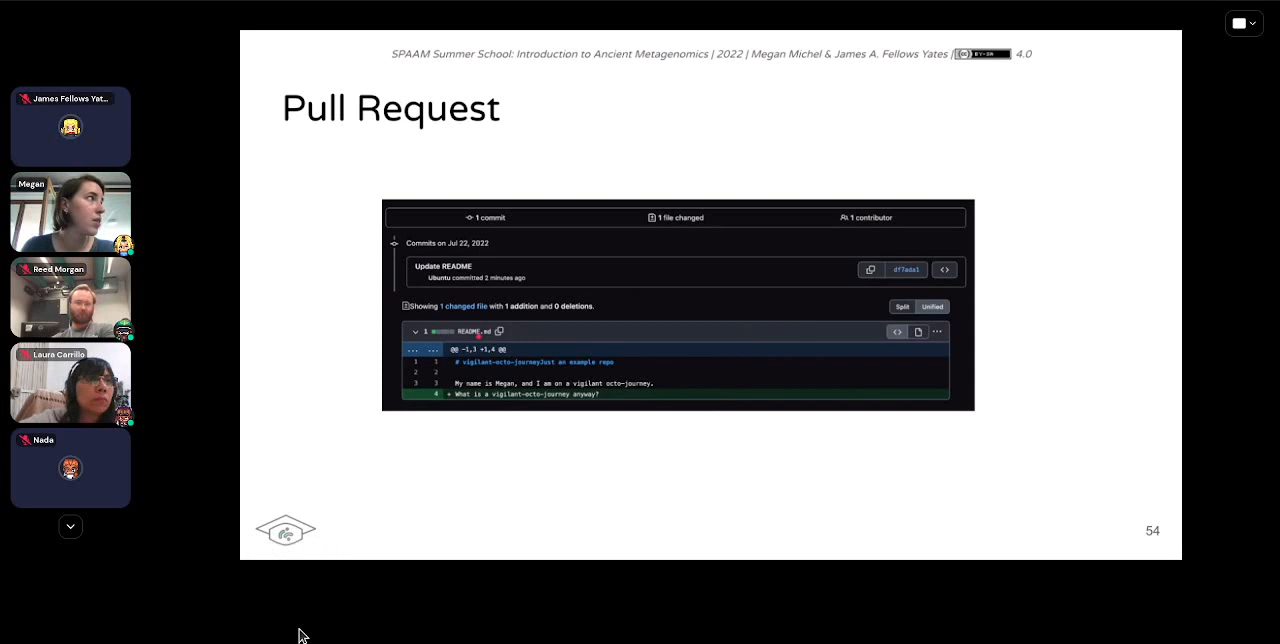 SPAAM Summer School: Introduction to Ancient Metagenomics | 2022 | Megan Michel & James A. Fellows Yates | CC BY-SA 4.0
James Fellows Yat...
Megan
Reed Morgan
Laura Carrillo
Nada
Pull Request
1 commit 1 file changed 1 contributor
Commits on Jul 22, 2022
Update README
Ubuntu committed 2 minutes ago
df7ada1 <>
Showing 1 changed file with 1 addition and 0 deletions.
Split Unified
1 README.md <> ...
... ... @@ -1,3 +1,4 @@
1 1 # vigilant-octo-journeyJust an example repo
2 2
3 3 My name is Megan, and I am on a vigilant octo-journey.
4 + What is a vigilant-octo-journey anyway?
54